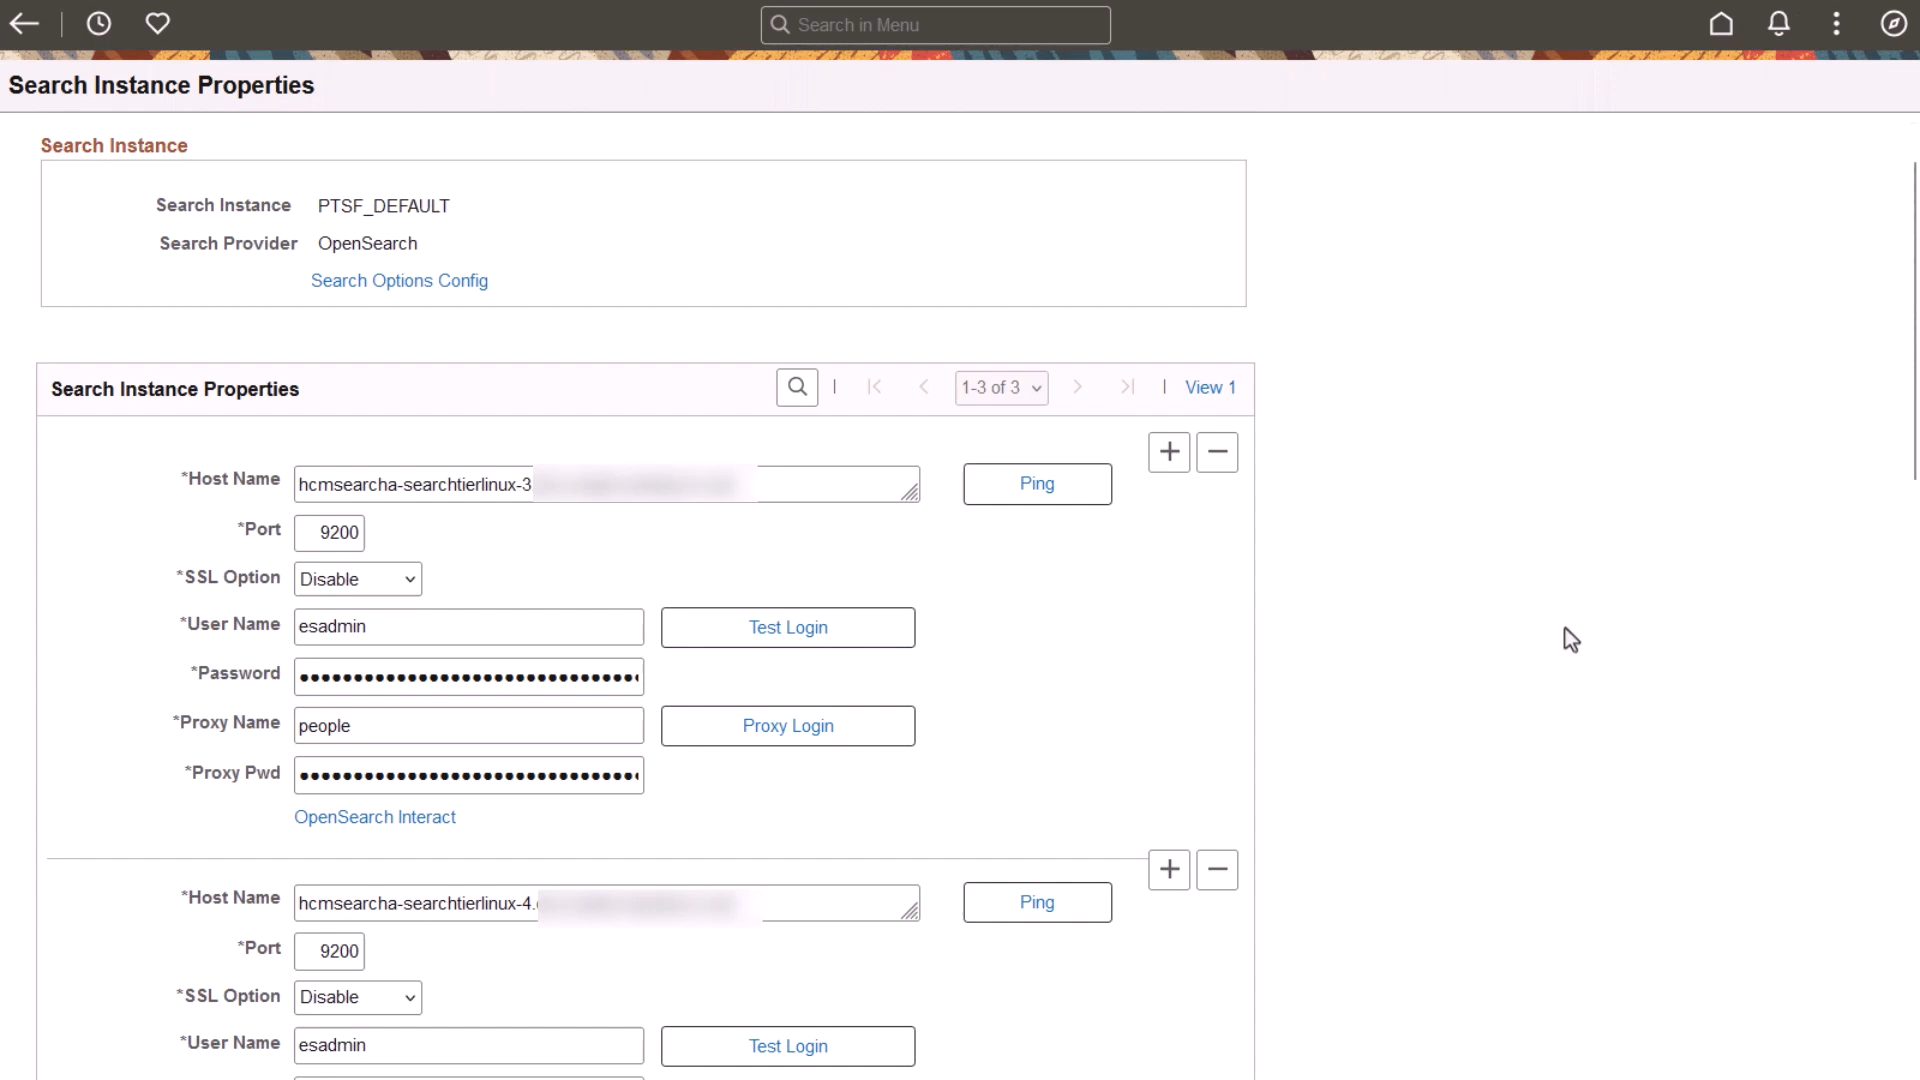 Search in Menu
Search Instance Properties
Search Instance
Search Instance PTSF_DEFAULT
Search Provider OpenSearch
Search Options Config
Search Instance Properties | 1-3 of 3 | View 1
*Host Name hcmsearcha-searchtierlinux-3 Ping
*Port 9200
*SSL Option Disable
*User Name esadmin Test Login
*Password
*Proxy Name people Proxy Login
*Proxy Pwd
OpenSearch Interact
*Host Name hcmsearcha-searchtierlinux-4. Ping
*Port 9200
*SSL Option Disable
*User Name esadmin Test Login